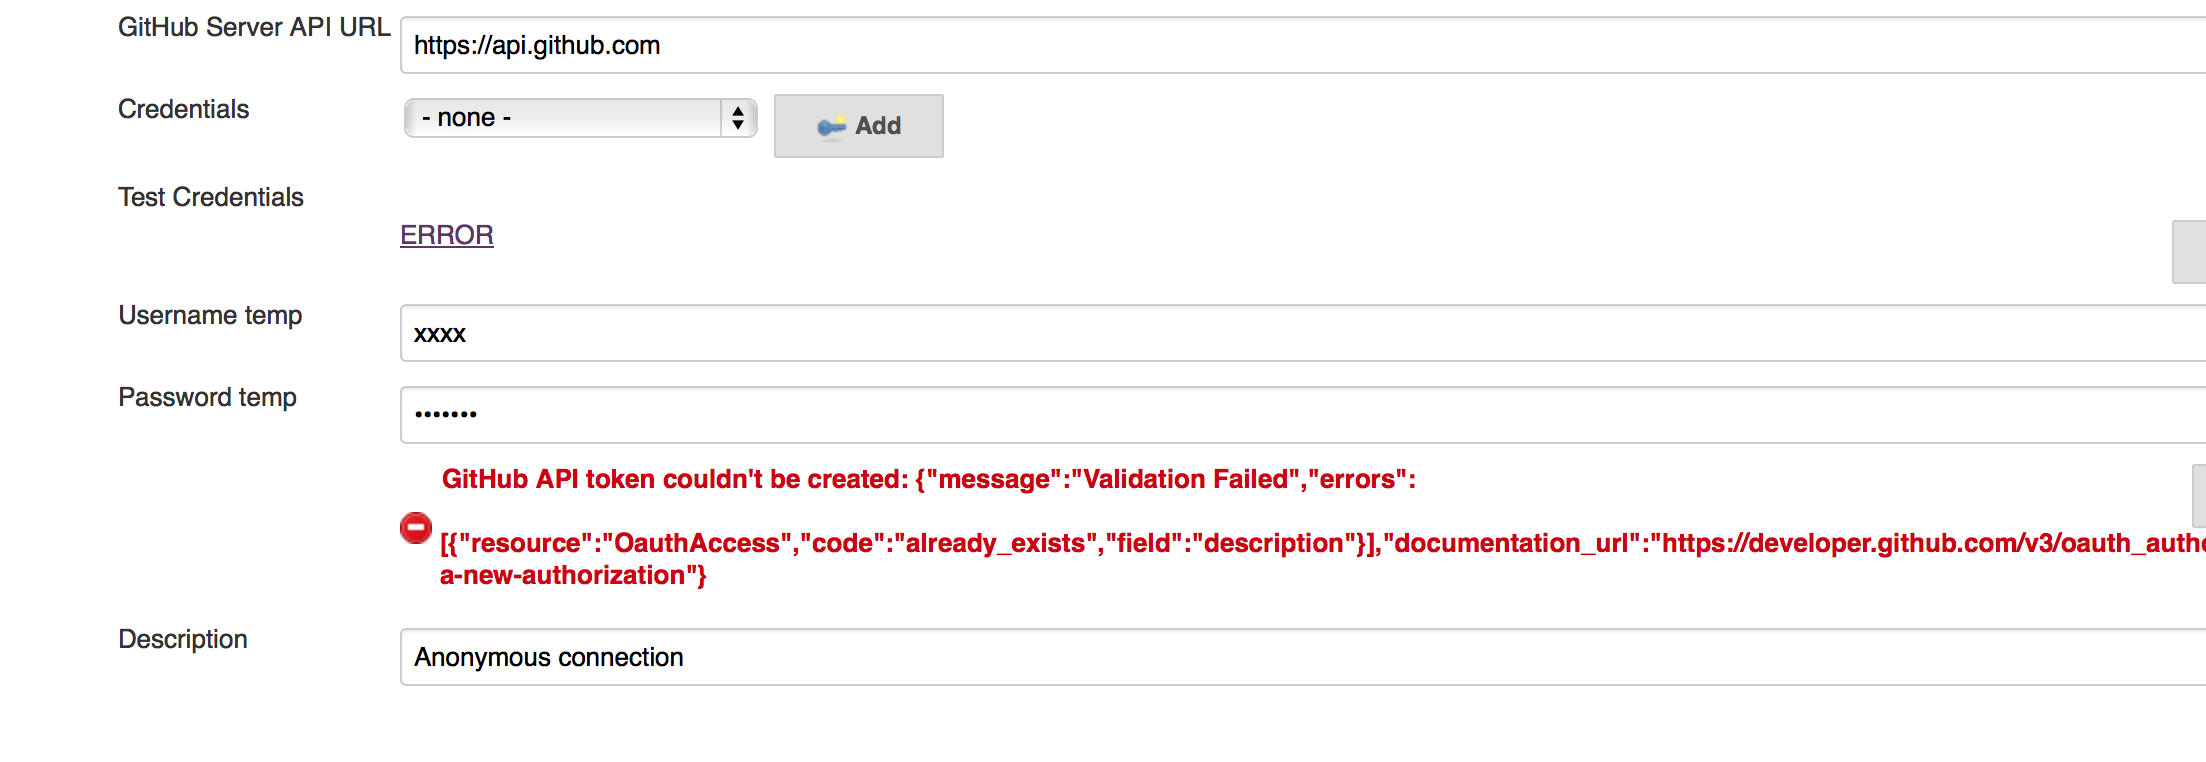 GitHub Server API URL
https://api.github.com
Credentials
- none -
Add
Test Credentials
ERROR
Username temp
xxxx
Password temp
•••••••
GitHub API token couldn't be created: {"message":"Validation Failed","errors":
[{"resource":"OauthAccess","code":"already_exists","field":"description"}],"documentation_url":"https://developer.github.com/v3/oauth_auth
a-new-authorization"}
Description
Anonymous connection